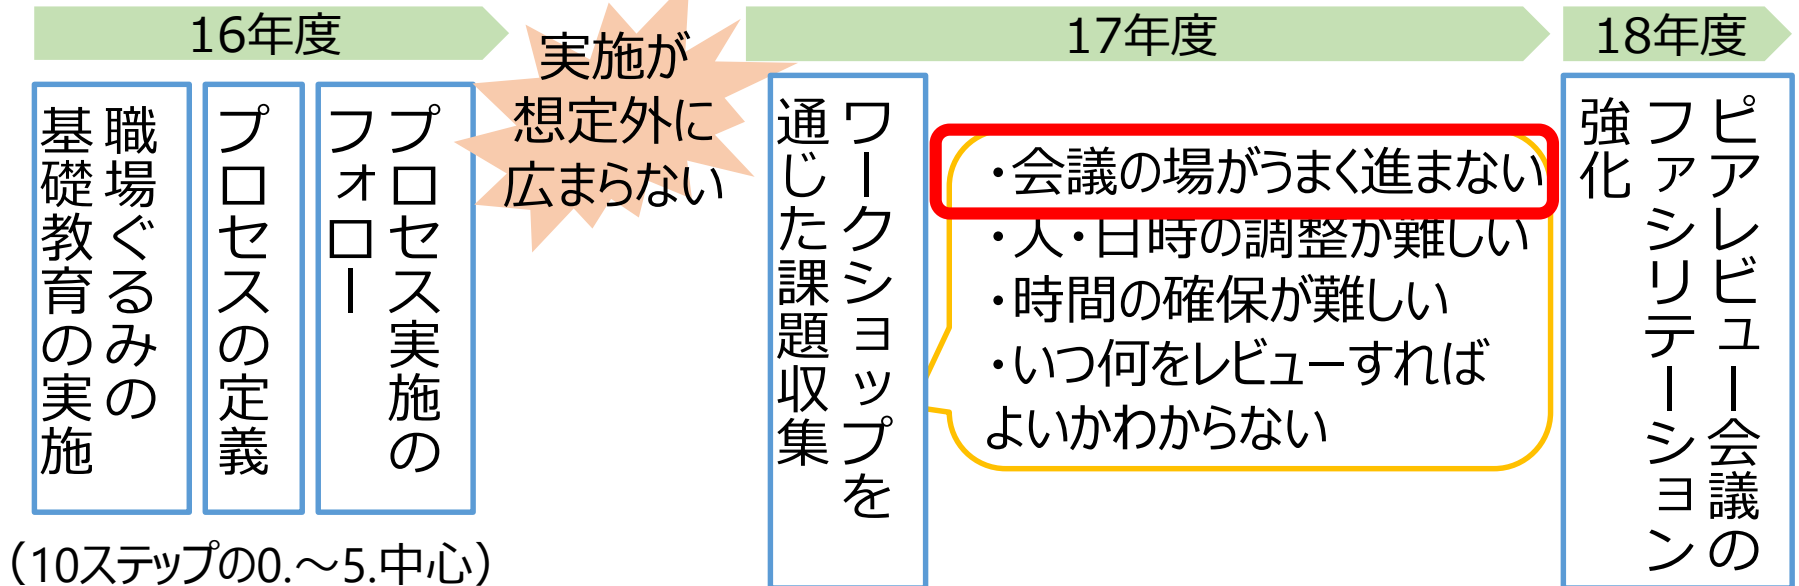 16年度
職場ぐるみの
基礎教育の実施
プロセスの定義
プロセス実施の
フォロー
（10ステップの0.～5.中心）
実施が
想定外に
広まらない
17年度
ワークショップを
通じた課題収集
・会議の場がうまく進まない
・人・日時の調整が難しい
・時間の確保が難しい
・いつ何をレビューすれば
よいかわからない
18年度
ピアレビュー会議の
ファシリテーション
強化